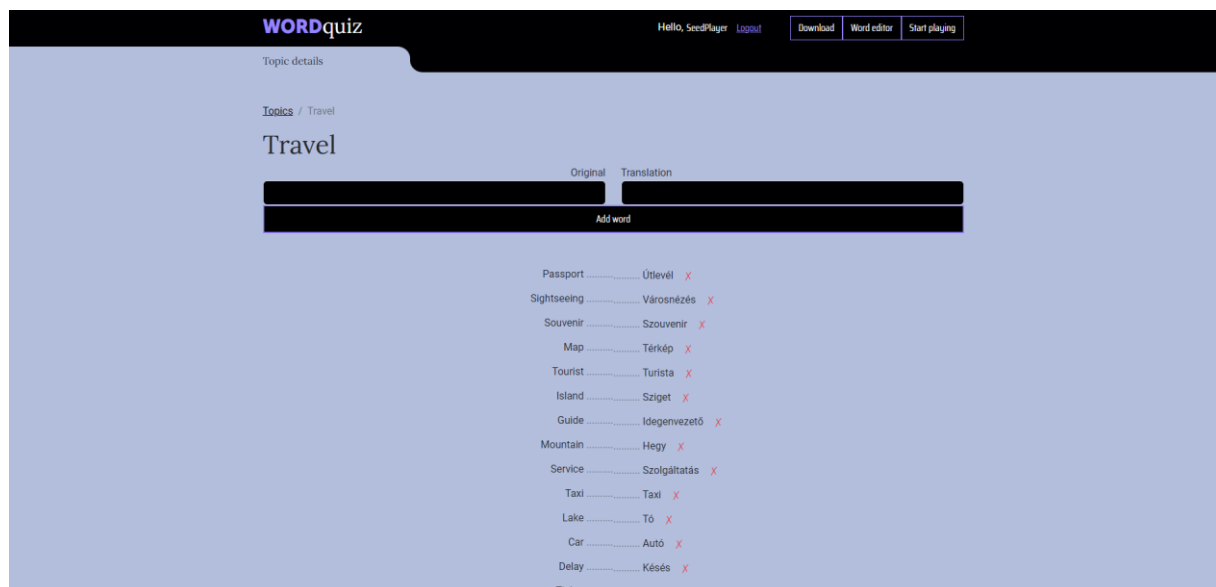 WORDquiz Hello, SeedPlayer Logout Download Word editor Start playing
Topic details
Topics / Travel
Travel
Original Translation
Add word
Passport .................... Útlevél X
Sightseeing .................... Városnézés X
Souvenir .................... Szouvenir X
Map .................... Térkép X
Tourist .................... Turista X
Island .................... Sziget X
Guide .................... Idegenvezető X
Mountain .................... Hegy X
Service .................... Szolgáltatás X
Taxi .................... Taxi X
Lake .................... Tó X
Car .................... Autó X
Delay .................... Késés X